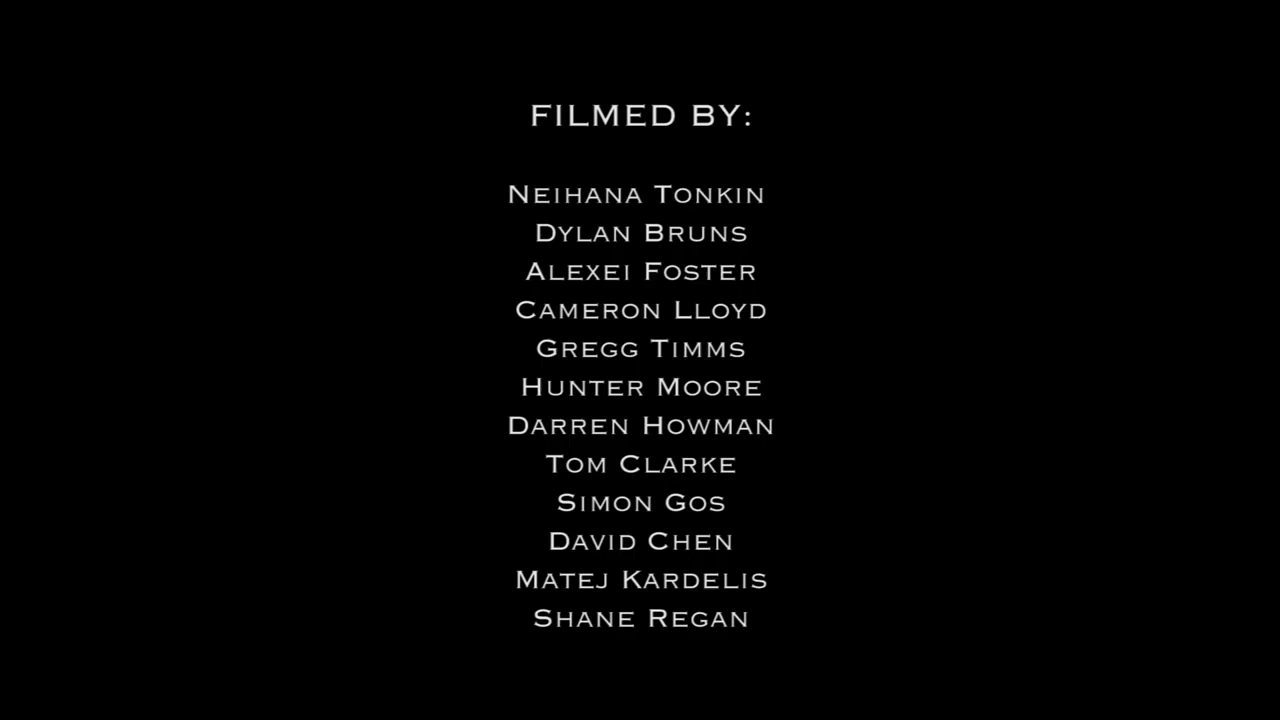 FILMED BY:
NEIHANA TONKIN
DYLAN BRUNS
ALEXEI FOSTER
CAMERON LLOYD
GREGG TIMMS
HUNTER MOORE
DARREN HOWMAN
TOM CLARKE
SIMON GOS
DAVID CHEN
MATEJ KARDELIS
SHANE REGAN